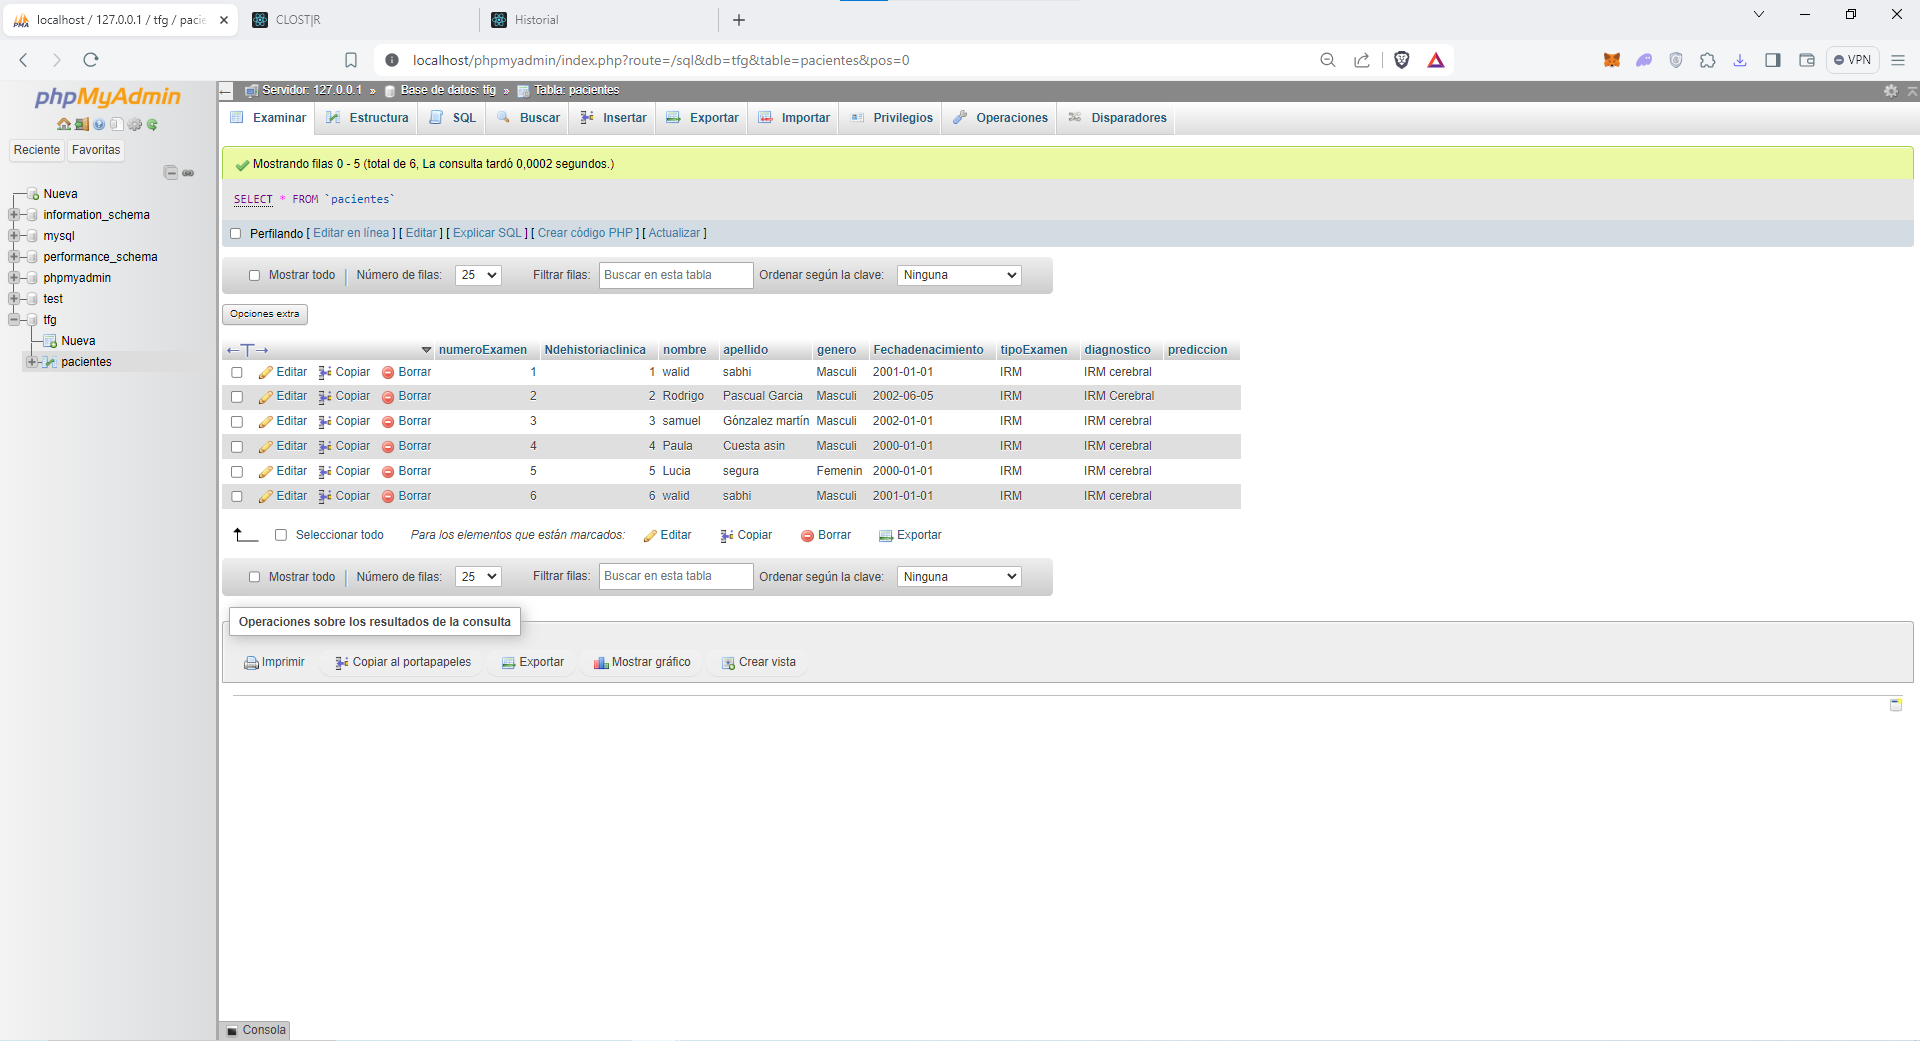 localhost / 127.0.0.1 / tfg / pacie
CLOST|R
Historial
localhost/phpmyadmin/index.php?route=/sql&db=tfg&table=pacientes&pos=0
VPN
phpMyAdmin
Reciente Favoritas
Nueva
information_schema
mysql
performance_schema
phpmyadmin
test
tfg
Nueva
pacientes
Servidor: 127.0.0.1 » Base de datos: tfg » Tabla: pacientes
Examinar Estructura SQL Buscar Insertar Exportar Importar Privilegios Operaciones Disparadores
Mostrando filas 0 - 5 (total de 6, La consulta tardó 0,0002 segundos.)
SELECT * FROM `pacientes`
Perfilando [ Editar en línea ] [ Editar ] [ Explicar SQL ] [ Crear código PHP ] [ Actualizar ]
Mostrar todo | Número de filas: 25 Filtrar filas: Buscar en esta tabla Ordenar según la clave: Ninguna
Opciones extra
←T→ numeroExamen Ndehistoriaclinica nombre apellido genero Fechadenacimiento tipoExamen diagnostico prediccion
Editar Copiar Borrar 1 1 walid sabhi Masculi 2001-01-01 IRM IRM cerebral
Editar Copiar Borrar 2 2 Rodrigo Pascual Garcia Masculi 2002-06-05 IRM IRM Cerebral
Editar Copiar Borrar 3 3 samuel Gónzalez martín Masculi 2002-01-01 IRM IRM cerebral
Editar Copiar Borrar 4 4 Paula Cuesta asin Masculi 2000-01-01 IRM IRM cerebral
Editar Copiar Borrar 5 5 Lucia segura Femenin 2000-01-01 IRM IRM cerebral
Editar Copiar Borrar 6 6 walid sabhi Masculi 2001-01-01 IRM IRM cerebral
Seleccionar todo Para los elementos que están marcados: Editar Copiar Borrar Exportar
Mostrar todo | Número de filas: 25 Filtrar filas: Buscar en esta tabla Ordenar según la clave: Ninguna
Operaciones sobre los resultados de la consulta
Imprimir Copiar al portapapeles Exportar Mostrar gráfico Crear vista
Consola